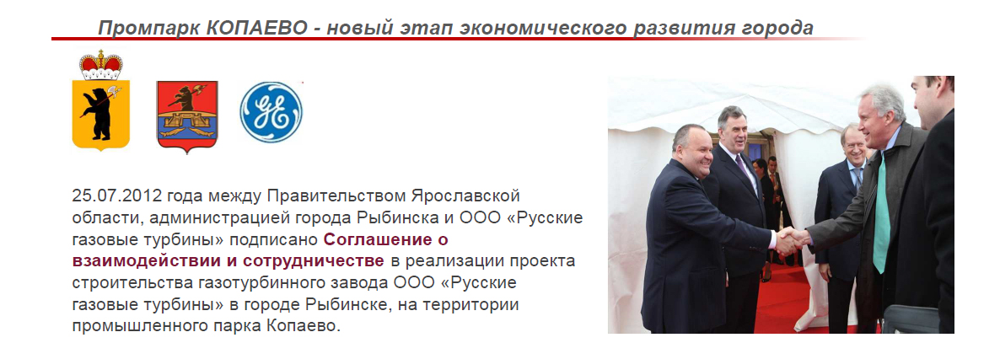 Промпарк КОПАЕВО - новый этап экономического развития города
GE
25.07.2012 года между Правительством Ярославской
области, администрацией города Рыбинска и ООО «Русские
газовые турбины» подписано Соглашение о
взаимодействии и сотрудничестве в реализации проекта
строительства газотурбинного завода ООО «Русские
газовые турбины» в городе Рыбинске, на территории
промышленного парка Копаево.